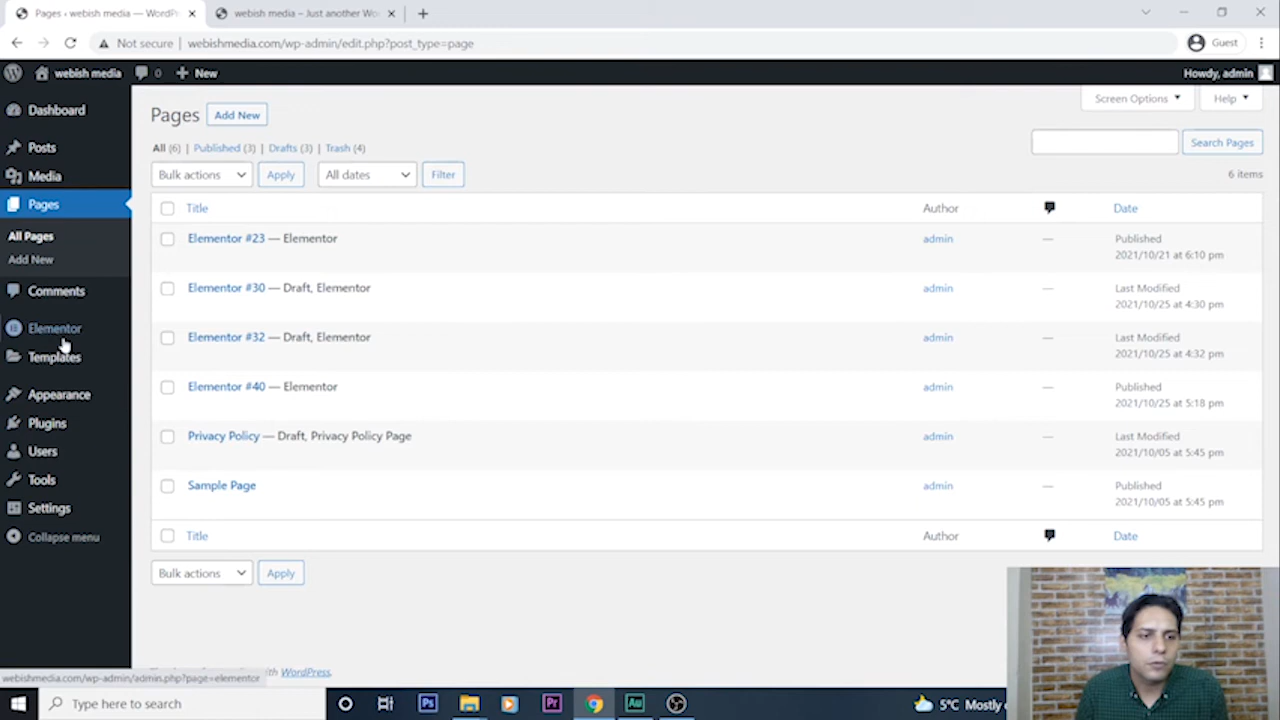 Pages ‹ webish media — WordPr
webish media – Just another Wo
Not secure | webishmedia.com/wp-admin/edit.php?post_type=page
Guest
webish media
0
New
Howdy, admin
Dashboard
Posts
Media
Pages
All Pages
Add New
Comments
Elementor
Templates
Appearance
Plugins
Users
Tools
Settings
Collapse menu
Screen Options
Help
Pages
Add New
All (6) | Published (3) | Drafts (3) | Trash (4)
Search Pages
Bulk actions
Apply
All dates
Filter
6 items
Title Author Date
Elementor #23 — Elementor admin — Published
2021/10/21 at 6:10 pm
Elementor #30 — Draft, Elementor admin — Last Modified
2021/10/25 at 4:30 pm
Elementor #32 — Draft, Elementor admin — Last Modified
2021/10/25 at 4:32 pm
Elementor #40 — Elementor admin — Published
2021/10/25 at 5:18 pm
Privacy Policy — Draft, Privacy Policy Page admin — Last Modified
2021/10/05 at 5:45 pm
Sample Page admin — Published
2021/10/05 at 5:45 pm
Title Author Date
Bulk actions
Apply
with WordPress.
webishmedia.com/wp-admin/admin.php?page=elementor
Type here to search
Ps
Pr
Au
5°C Mostly